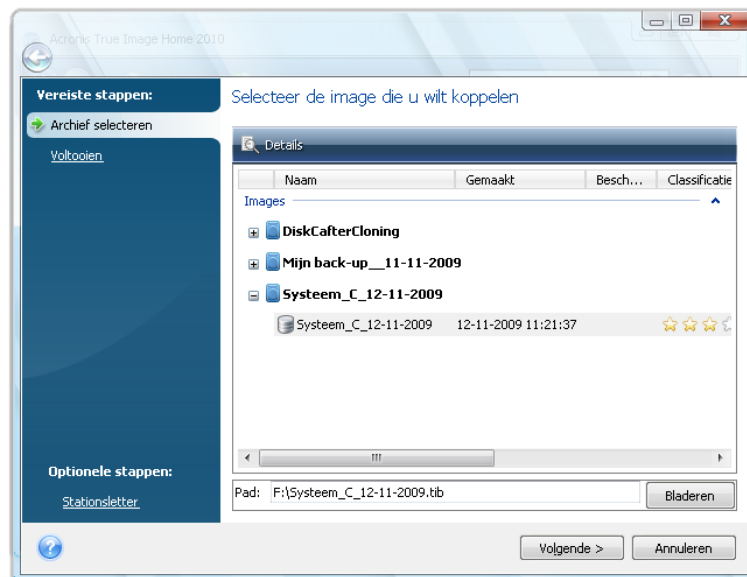 Acronis True Image Home 2010
Vereiste stappen:
Archief selecteren
Voltooien
Optionele stappen:
Stationsletter
Selecteer de image die u wilt koppelen
Details
Naam Gemaakt Besch... Classificatie
Images
DiskCafterCloning
Mijn back-up__11-11-2009
Systeem_C_12-11-2009
Systeem_C_12-11-2009 12-11-2009 11:21:37
Pad: F:\Systeem_C_12-11-2009.tib Bladeren
Volgende > Annuleren